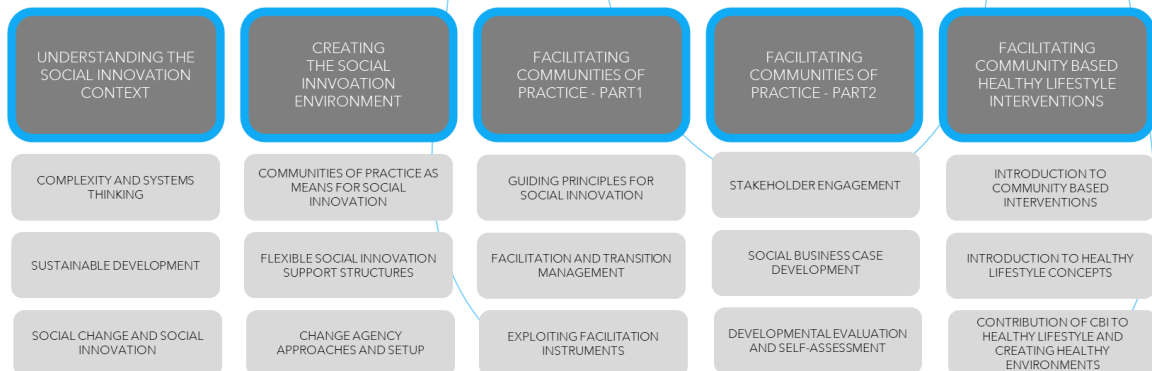 UNDERSTANDING THE
SOCIAL INNOVATION
CONTEXT
CREATING
THE SOCIAL
INNVOATION
ENVIRONMENT
FACILITATING
COMMUNITIES OF
PRACTICE - PART1
FACILITATING
COMMUNITIES OF
PRACTICE - PART2
FACILITATING
COMMUNITY BASED
HEALTHY LIFESTYLE
INTERVENTIONS
COMPLEXITY AND SYSTEMS
THINKING
COMMUNITIES OF PRACTICE AS
MEANS FOR SOCIAL
INNOVATION
GUIDING PRINCIPLES FOR
SOCIAL INNOVATION
STAKEHOLDER ENGAGEMENT
INTRODUCTION TO
COMMUNITY BASED
INTERVENTIONS
SUSTAINABLE DEVELOPMENT
FLEXIBLE SOCIAL INNOVATION
SUPPORT STRUCTURES
FACILITATION AND TRANSITION
MANAGEMENT
SOCIAL BUSINESS CASE
DEVELOPMENT
INTRODUCTION TO HEALTHY
LIFESTYLE CONCEPTS
SOCIAL CHANGE AND SOCIAL
INNOVATION
CHANGE AGENCY
APPROACHES AND SETUP
EXPLOITING FACILITATION
INSTRUMENTS
DEVELOPMENTAL EVALUATION
AND SELF-ASSESSMENT
CONTRIBUTION OF CBI TO
HEALTHY LIFESTYLE AND
CREATING HEALTHY
ENVIRONMENTS